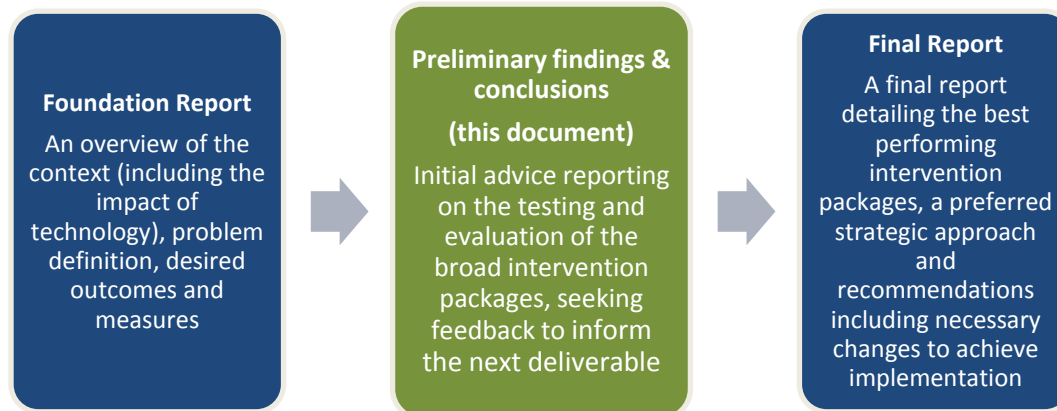 Foundation Report
An overview of the
context (including the
impact of
technology), problem
definition, desired
outcomes and
measures
Preliminary findings &
conclusions
(this document)
Initial advice reporting
on the testing and
evaluation of the
broad intervention
packages, seeking
feedback to inform
the next deliverable
Final Report
A final report
detailing the best
performing
intervention
packages, a preferred
strategic approach
and
recommendations
including necessary
changes to achieve
implementation